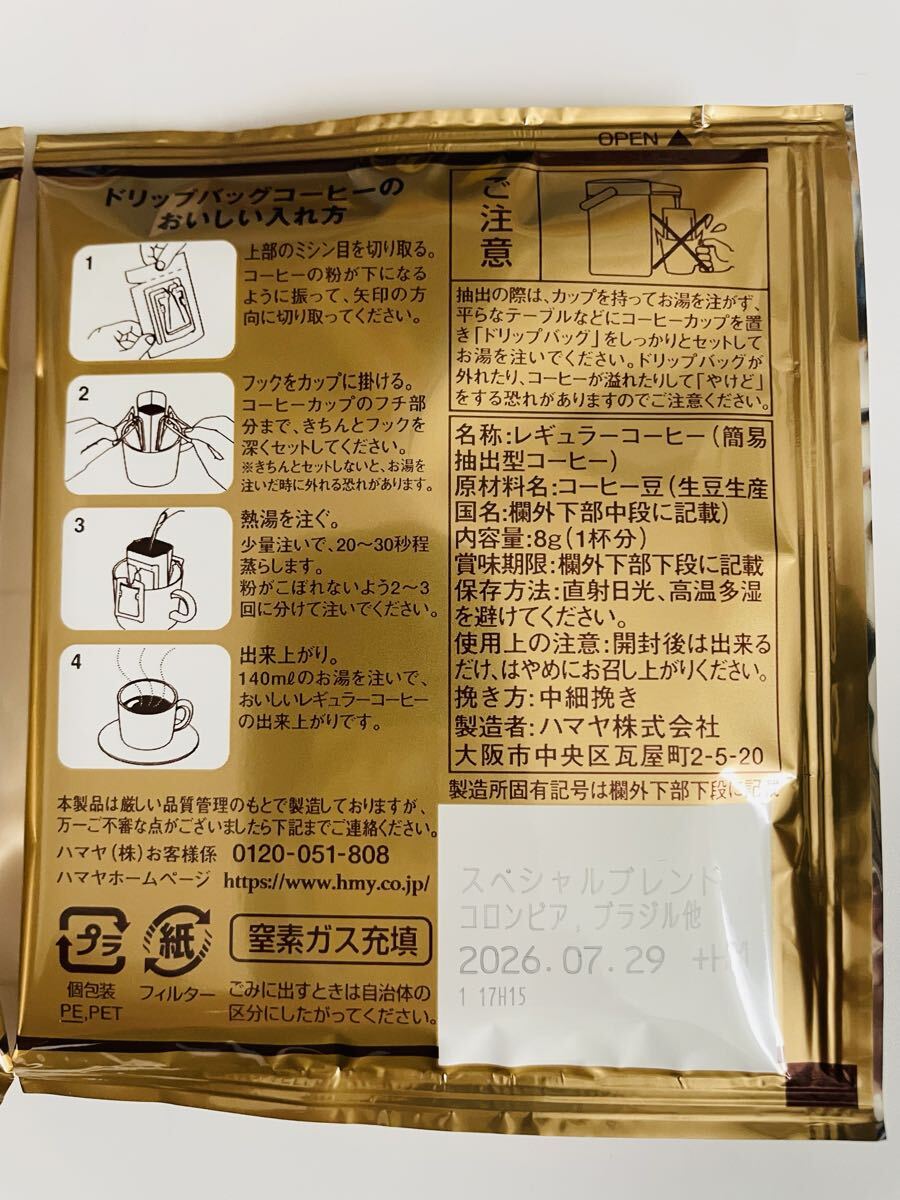 OPEN ▲
ドリップバッグコーヒーの
おいしい入れ方
1
上部のミシン目を切り取る。
コーヒーの粉が下になる
ように振って、矢印の方
向に切り取ってください。
2
フックをカップに掛ける。
コーヒーカップのフチ部
分まで、きちんとフックを
深くセットしてください。
※きちんとセットしないと、お湯を
注いだ時に外れる恐れがあります。
3
熱湯を注ぐ。
少量注いで、20〜30秒程
蒸らします。
粉がこぼれないよう2〜3
回に分けて注いでください。
4
出来上がり。
140mℓのお湯を注いで、
おいしいレギュラーコーヒー
の出来上がりです。
本製品は厳しい品質管理のもとで製造しておりますが、
万一ご不審な点がございましたら下記までご連絡ください。
ハマヤ(株)お客様係 0120-051-808
ハマヤホームページ https://www.hmy.co.jp/
プラ
個包装
PE,PET
紙
フィルター
窒素ガス充填
ごみに出すときは自治体の
区分にしたがってください。
ご注意
抽出の際は、カップを持ってお湯を注がず、
平らなテーブルなどにコーヒーカップを置
き「ドリップバッグ」をしっかりとセットして
お湯を注いでください。ドリップバッグが
外れたり、コーヒーが溢れたりして「やけど」
をする恐れがありますのでご注意ください。
名称:レギュラーコーヒー(簡易
抽出型コーヒー)
原材料名:コーヒー豆(生豆生産
国名:欄外下部中段に記載)
内容量:8g(1杯分)
賞味期限:欄外下部下段に記載
保存方法:直射日光、高温多湿
を避けてください。
使用上の注意:開封後は出来る
だけ、はやめにお召し上がりください。
挽き方:中細挽き
製造者:ハマヤ株式会社
大阪市中央区瓦屋町2-5-20
製造所固有記号は欄外下部下段に記載
スペシャルブレンド
コロンビア,ブラジル他
2026.07.29 +HM
1 17H15